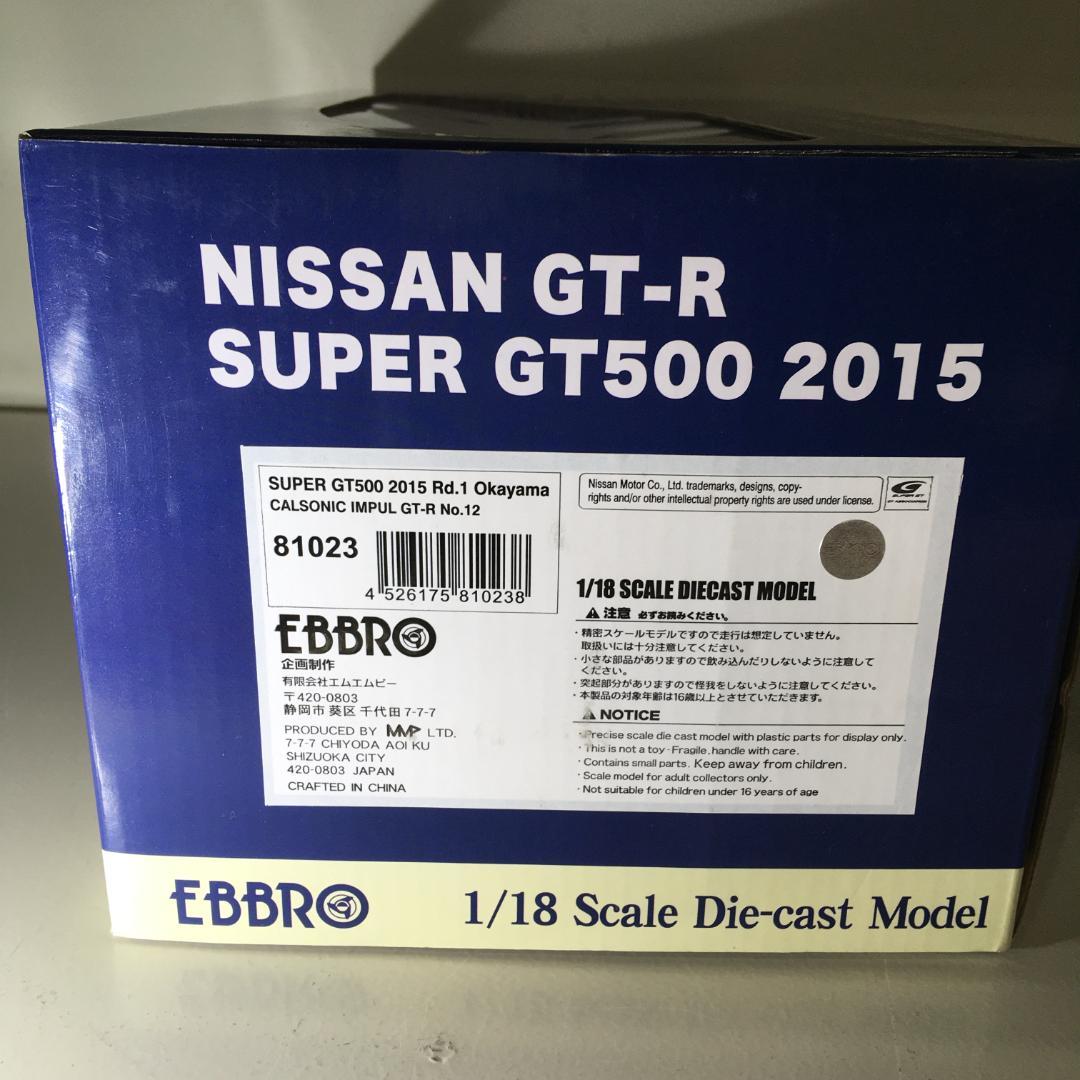 NISSAN GT-R
SUPER GT500 2015
SUPER GT500 2015 Rd.1 Okayama
CALSONIC IMPUL GT-R No.12
81023
4 526175 810238
Nissan Motor Co., Ltd. trademarks, designs, copy-
rights and/or other intellectual property rights are used under license.
SUPER GT
EBBRO
企画制作
有限会社エムエムピー
〒420-0803
静岡市 葵区 千代田 7-7-7
PRODUCED BY MMP LTD.
7-7-7 CHIYODA AOI KU
SHIZUOKA CITY
420-0803 JAPAN
CRAFTED IN CHINA
1/18 SCALE DIECAST MODEL
注意 必ずお読みください。
・精密スケールモデルですので走行は想定していません。
取扱いには十分注意してください。
・小さな部品がありますので飲み込んだりしないように注意して
ください。
・突起部分がありますので怪我をしないように注意してください。
・本製品の対象年齢は16歳以上とさせていただきます。
NOTICE
・Precise scale die cast model with plastic parts for display only.
・This is not a toy - Fragile, handle with care.
・Contains small parts. Keep away from children.
・Scale model for adult collectors only.
・Not suitable for children under 16 years of age
EBBRO
1/18 Scale Die-cast Model